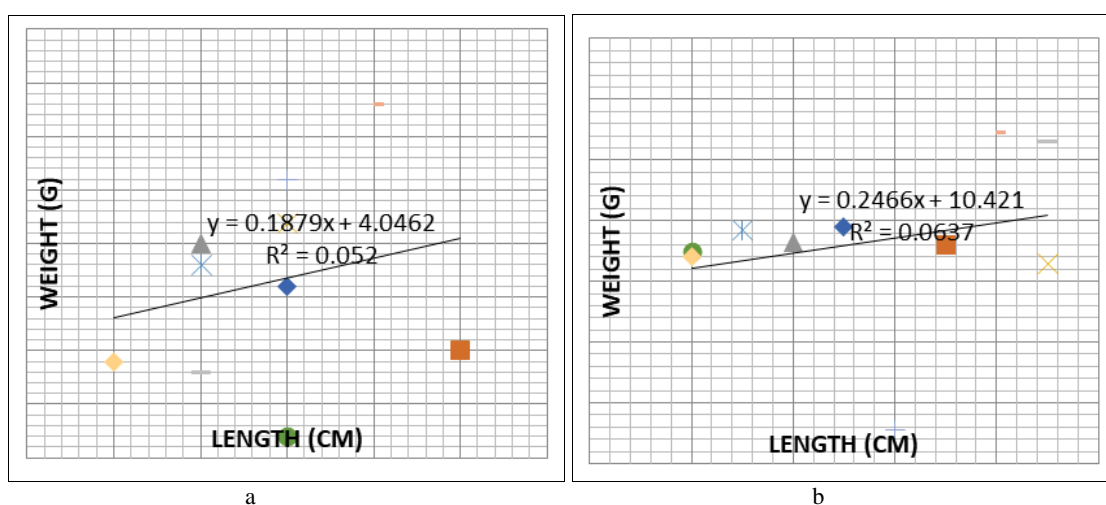 WEIGHT (G)
y = 0.1879x + 4.0462
R² = 0.052
LENGTH (CM)
a
WEIGHT (G)
y = 0.2466x + 10.421
R² = 0.0637
LENGTH (CM)
b